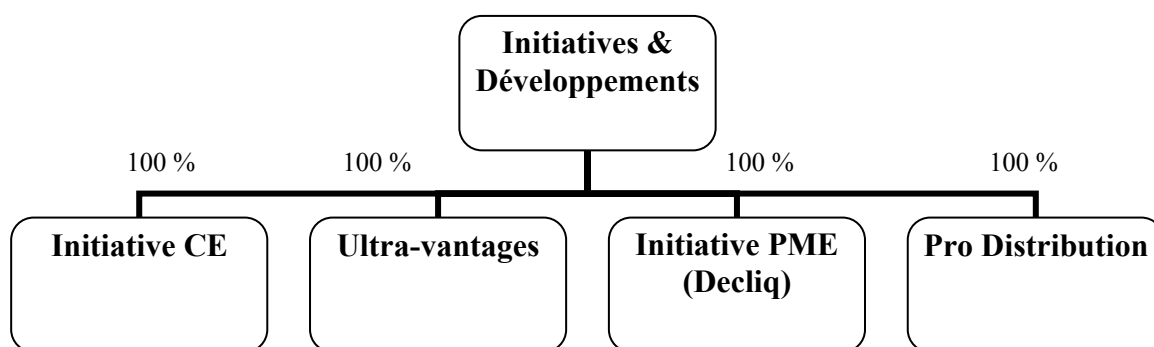 Initiatives &
Développements
100 %
100 %
100 %
100 %
Initiative CE
Ultra-vantages
Initiative PME
(Decliq)
Pro Distribution